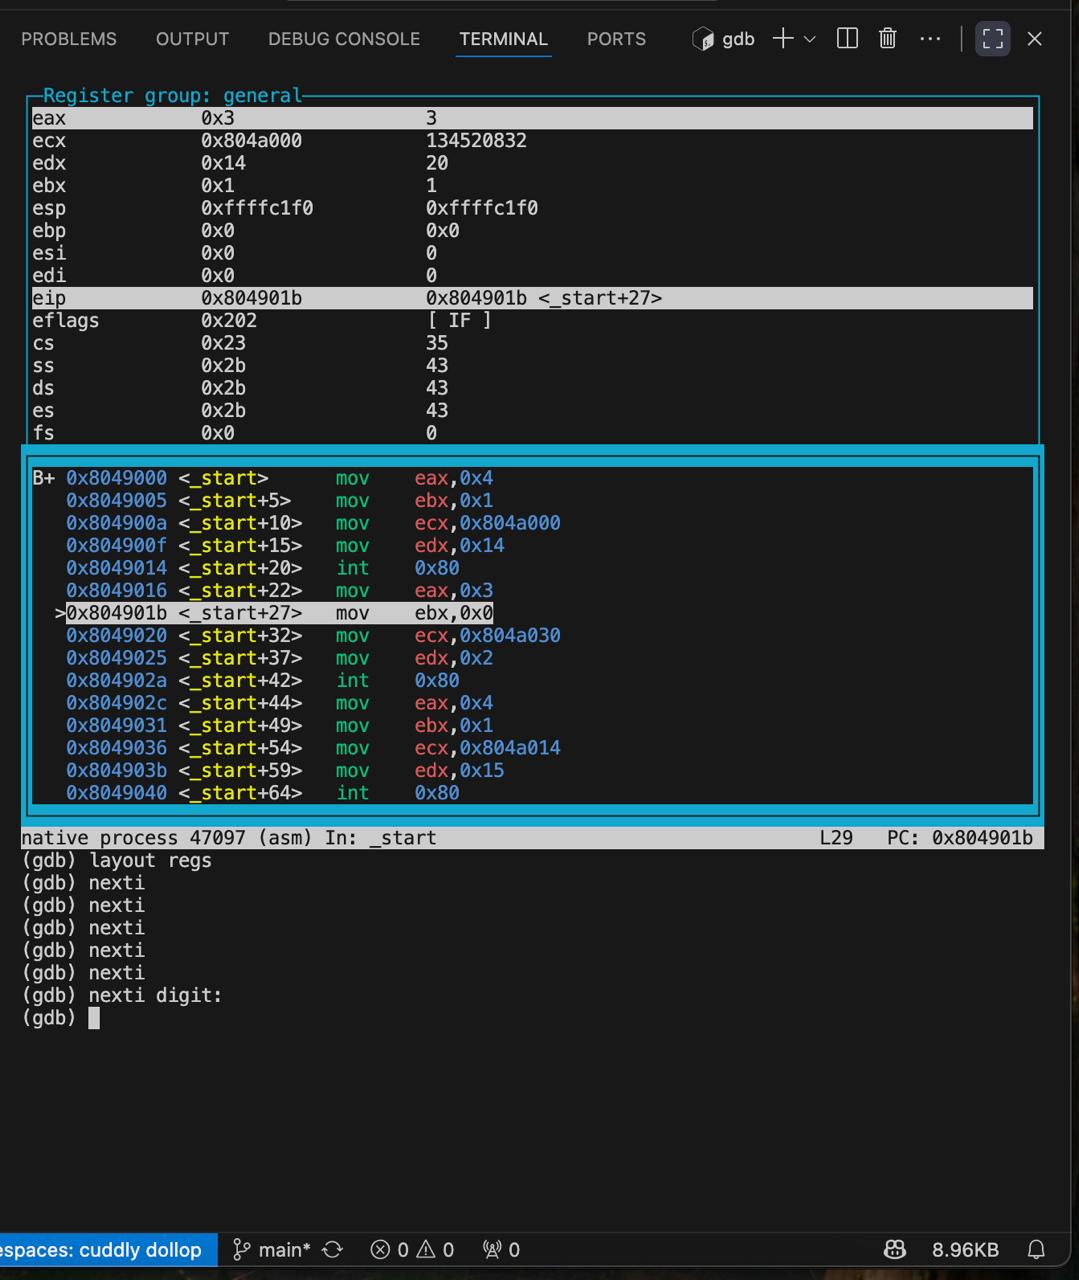 PROBLEMS OUTPUT DEBUG CONSOLE TERMINAL PORTS gdb
Register group: general
eax 0x3 3
ecx 0x804a000 134520832
edx 0x14 20
ebx 0x1 1
esp 0xffffc1f0 0xffffc1f0
ebp 0x0 0x0
esi 0x0 0
edi 0x0 0
eip 0x804901b 0x804901b <_start+27>
eflags 0x202 [ IF ]
cs 0x23 35
ss 0x2b 43
ds 0x2b 43
es 0x2b 43
fs 0x0 0
B+ 0x8049000 <_start> mov eax,0x4
0x8049005 <_start+5> mov ebx,0x1
0x804900a <_start+10> mov ecx,0x804a000
0x804900f <_start+15> mov edx,0x14
0x8049014 <_start+20> int 0x80
0x8049016 <_start+22> mov eax,0x3
>0x804901b <_start+27> mov ebx,0x0
0x8049020 <_start+32> mov ecx,0x804a030
0x8049025 <_start+37> mov edx,0x2
0x804902a <_start+42> int 0x80
0x804902c <_start+44> mov eax,0x4
0x8049031 <_start+49> mov ebx,0x1
0x8049036 <_start+54> mov ecx,0x804a014
0x804903b <_start+59> mov edx,0x15
0x8049040 <_start+64> int 0x80
native process 47097 (asm) In: _start L29 PC: 0x804901b
(gdb) layout regs
(gdb) nexti
(gdb) nexti
(gdb) nexti
(gdb) nexti
(gdb) nexti
(gdb) nexti digit:
(gdb)
espaces: cuddly dollop main* 0 0 0 8.96KB